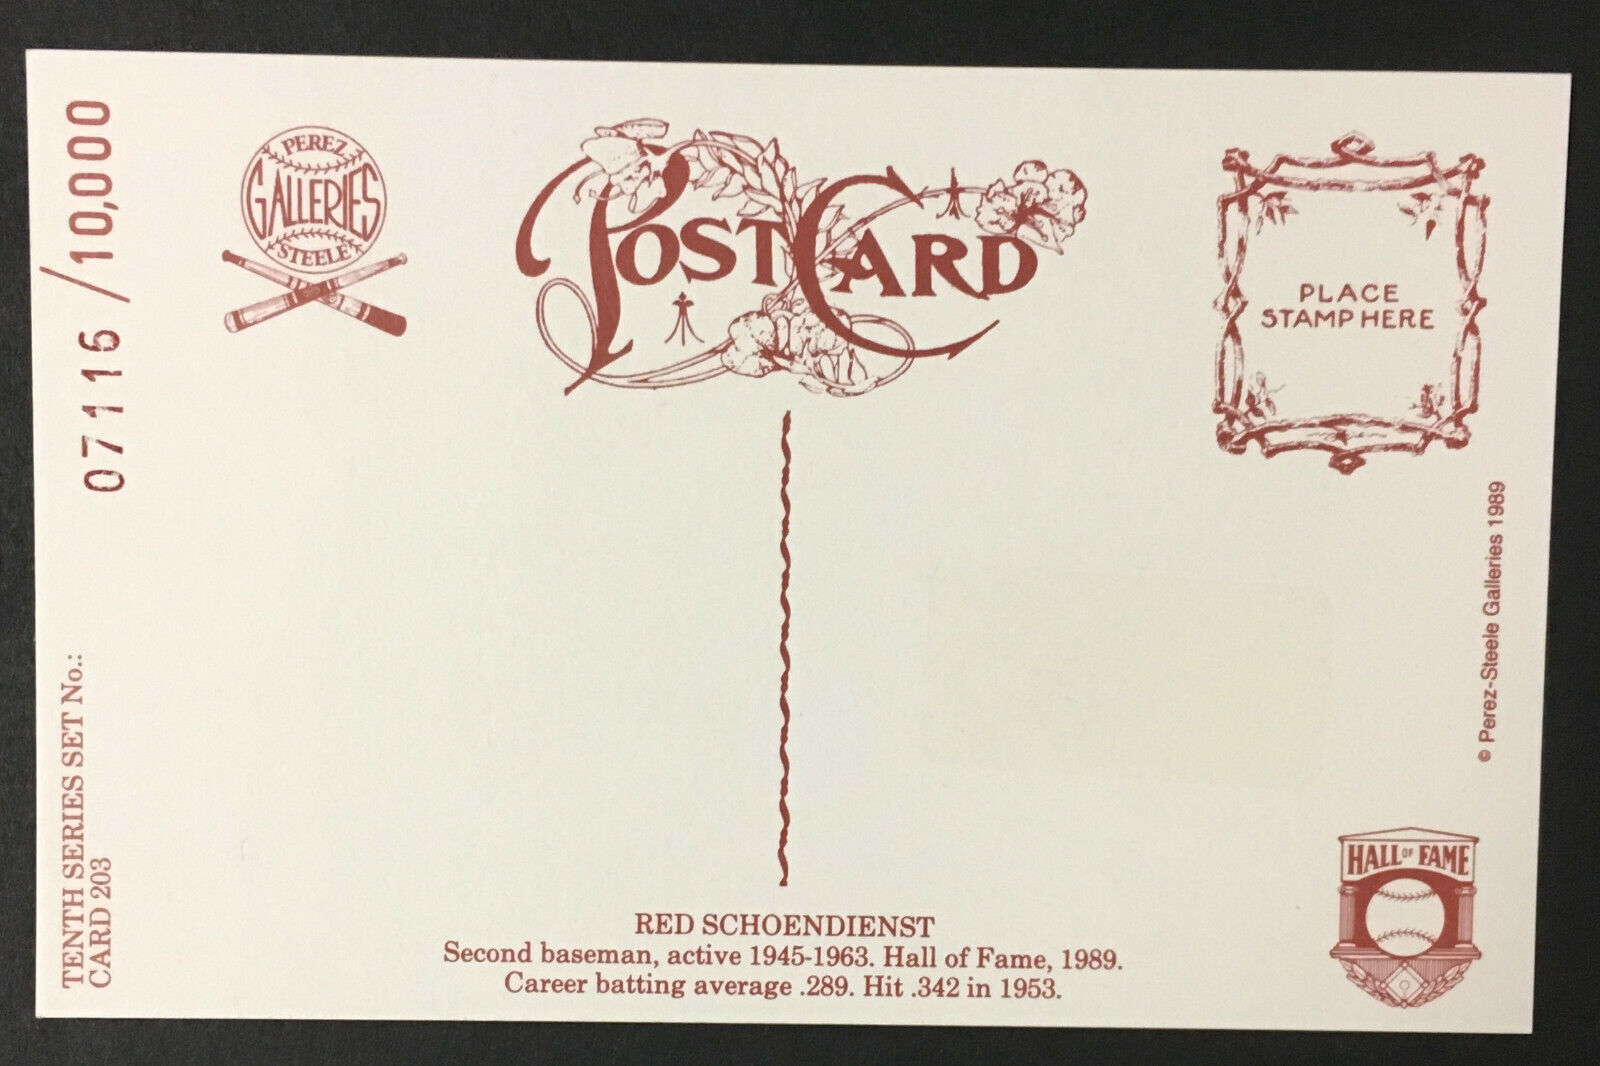 PEREZ
GALLERIES
STEELE
POSTCARD
PLACE
STAMP HERE
07116 / 10,000
TENTH SERIES SET No.:
CARD 203
© Perez-Steele Galleries 1989
HALL OF FAME
RED SCHOENDIENST
Second baseman, active 1945-1963. Hall of Fame, 1989.
Career batting average .289. Hit .342 in 1953.